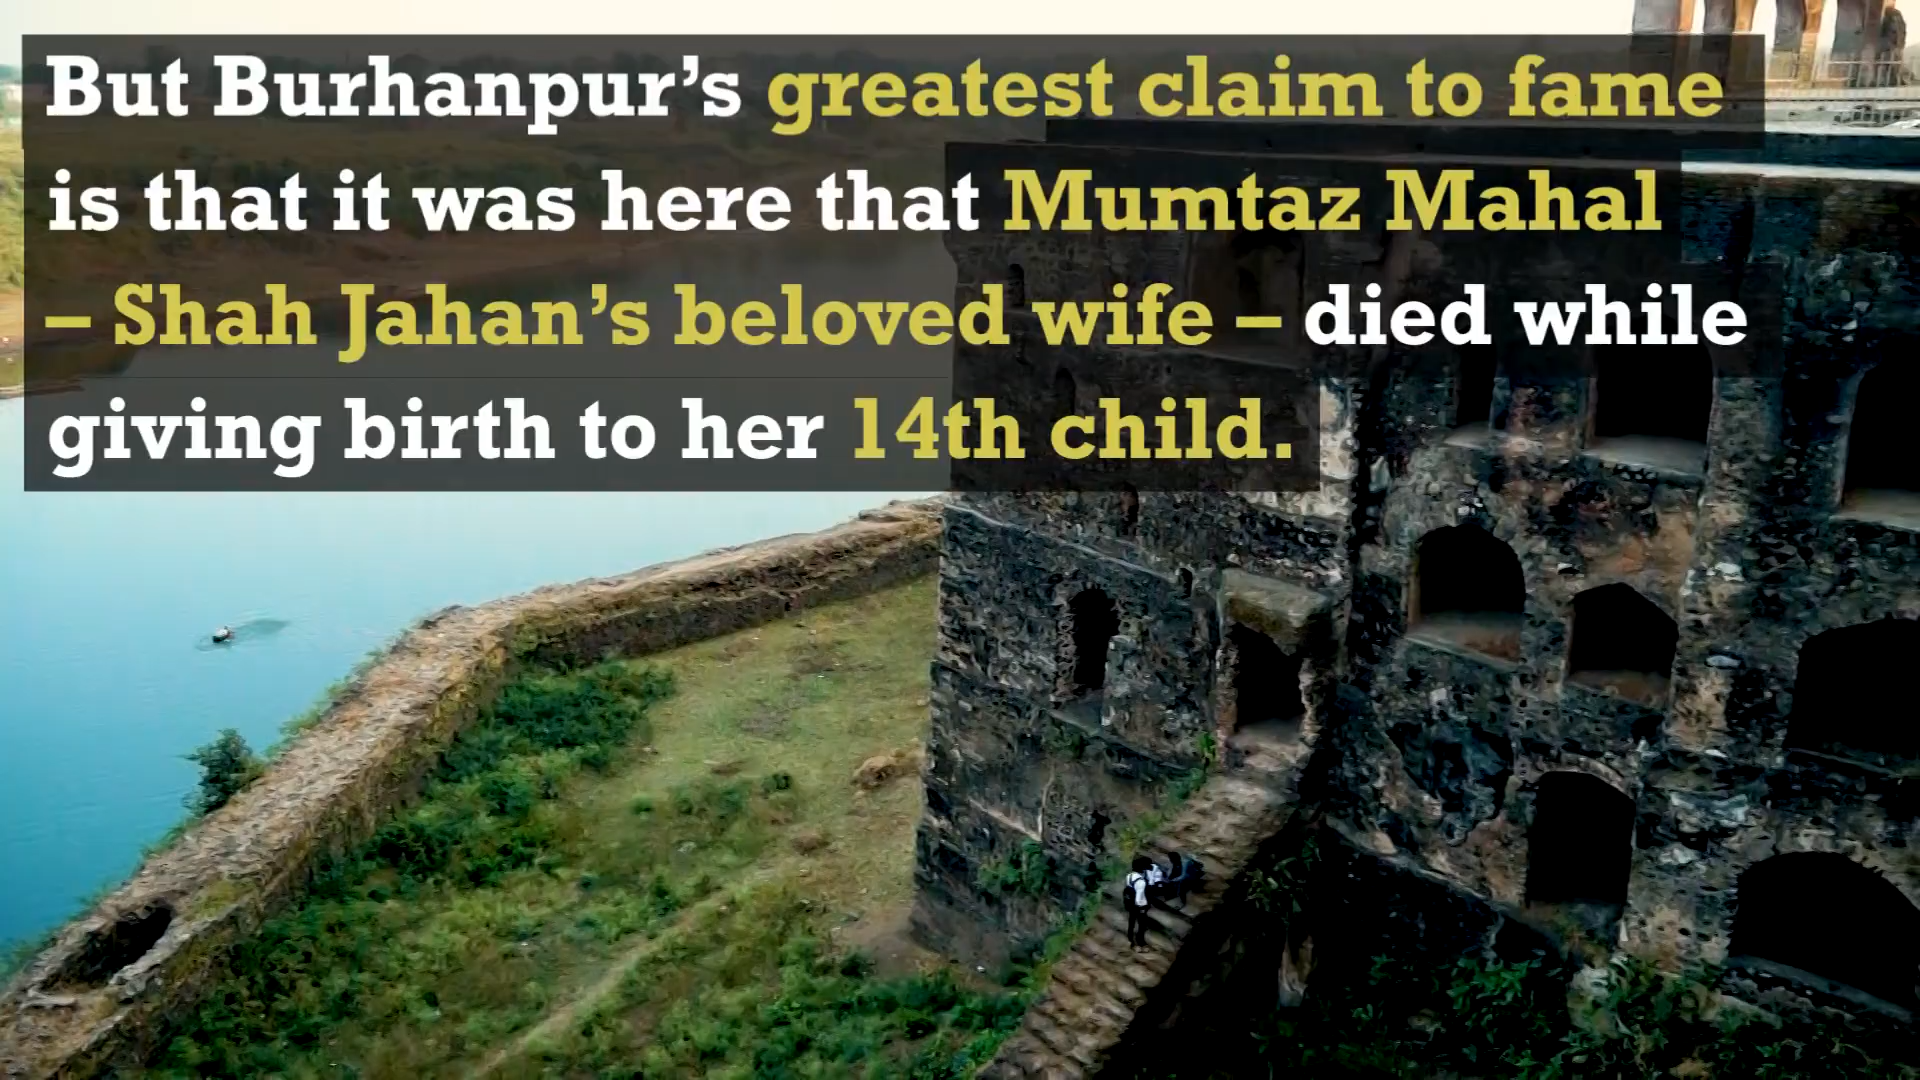 But Burhanpur’s greatest claim to fame
is that it was here that Mumtaz Mahal
– Shah Jahan’s beloved wife – died while
giving birth to her 14th child.